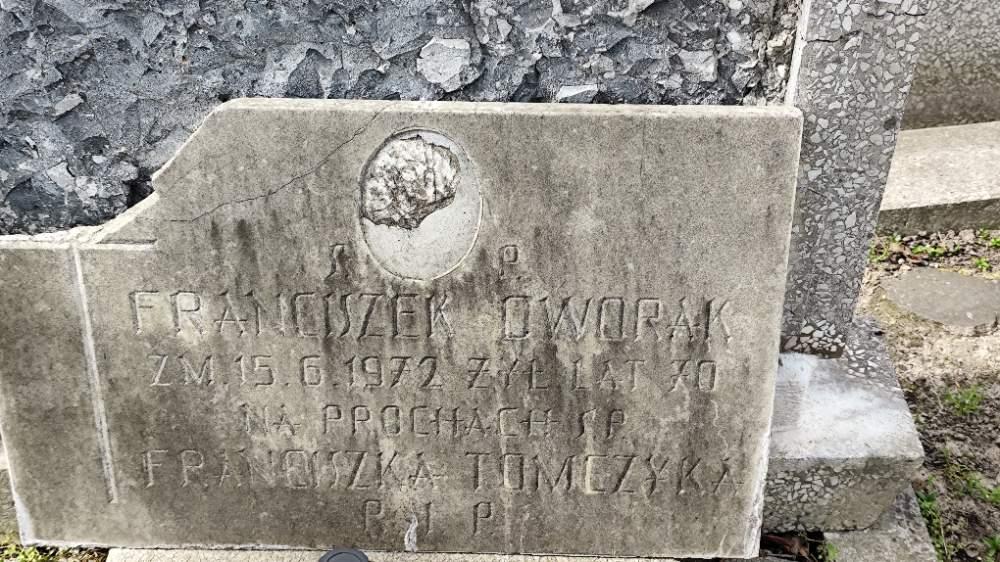 Ś. P.
FRANCISZEK DWORAK
ZM. 15.6.1972 ŻYŁ LAT 70
NA PROCHACH ŚP
FRANCISZKA TOMCZYKA
R I P